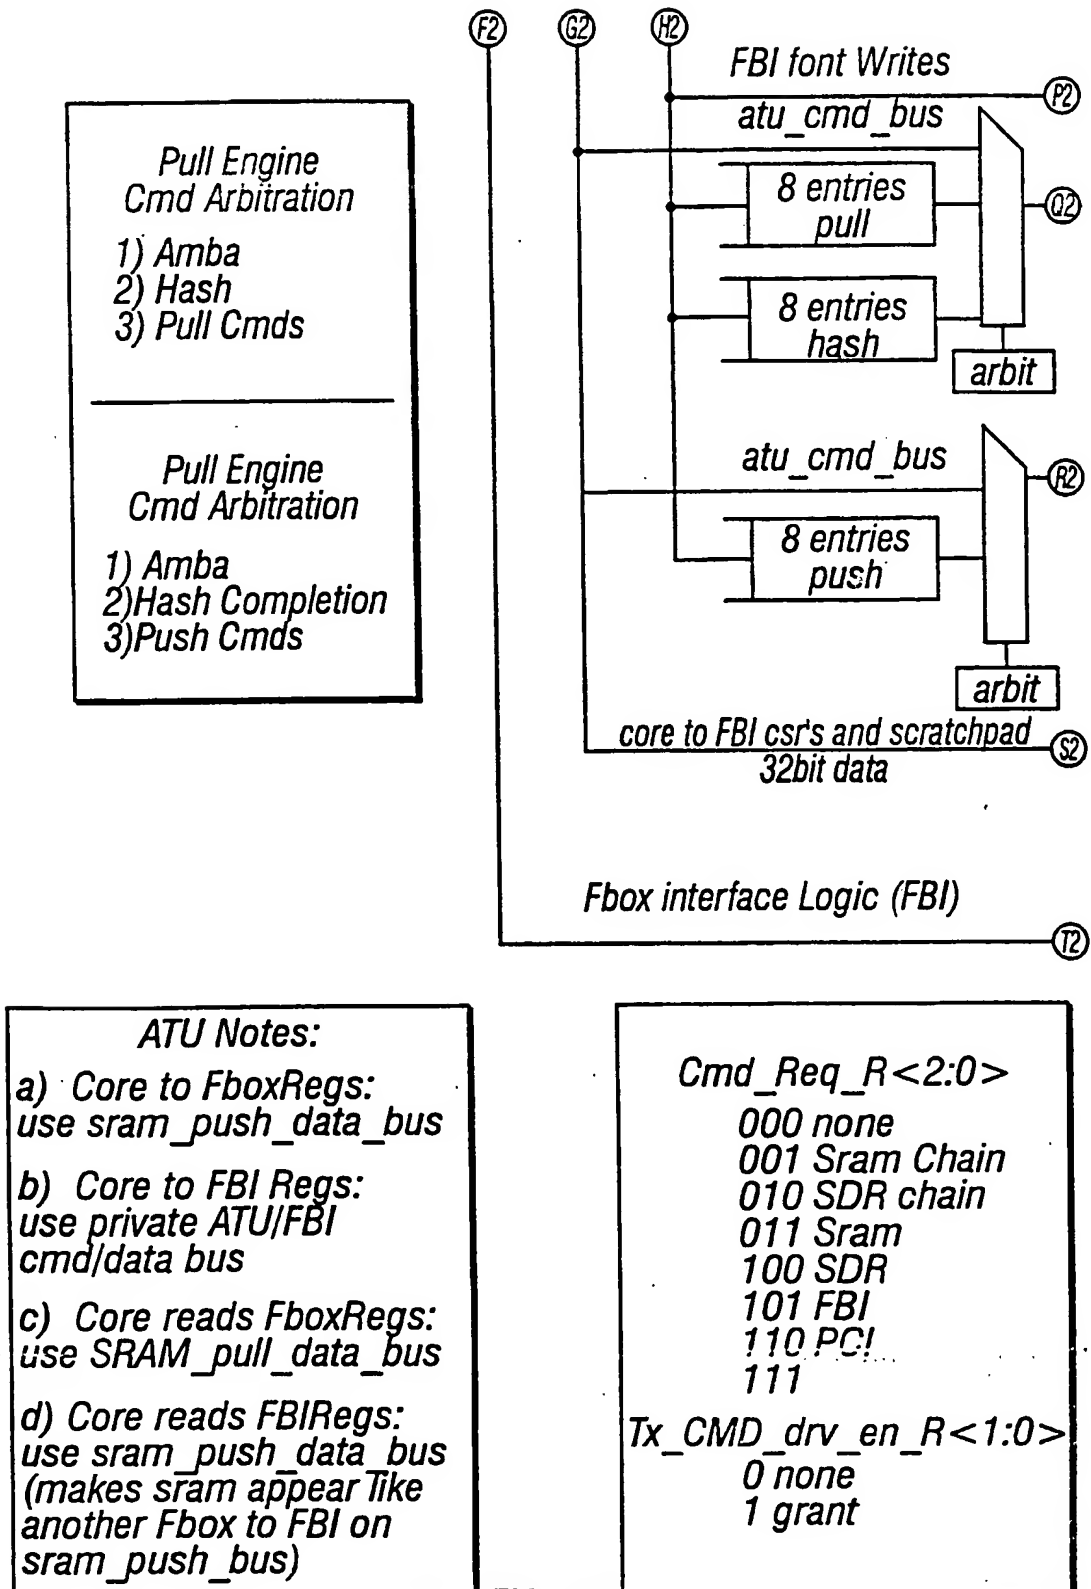 F2 G2 H2
FBI font Writes
P2
atu_cmd_bus
8 entries
pull
Q2
8 entries
hash
arbit
Pull Engine
Cmd Arbitration
1) Amba
2) Hash
3) Pull Cmds
Pull Engine
Cmd Arbitration
1) Amba
2)Hash Completion
3)Push Cmds
atu_cmd_bus
R2
8 entries
push
arbit
core to FBI csr's and scratchpad
S2
32bit data
Fbox interface Logic (FBI)
T2
ATU Notes:
a) Core to FboxRegs:
use sram_push_data_bus
b) Core to FBI Regs:
use private ATU/FBI
cmd/data bus
c) Core reads FboxRegs:
use SRAM_pull_data_bus
d) Core reads FBIRegs:
use sram_push_data_bus
(makes sram appear like
another Fbox to FBI on
sram_push_bus)
Cmd_Req_R<2:0>
000 none
001 Sram Chain
010 SDR chain
011 Sram
100 SDR
101 FBI
110 PCI
111
Tx_CMD_drv_en_R<1:0>
0 none
1 grant